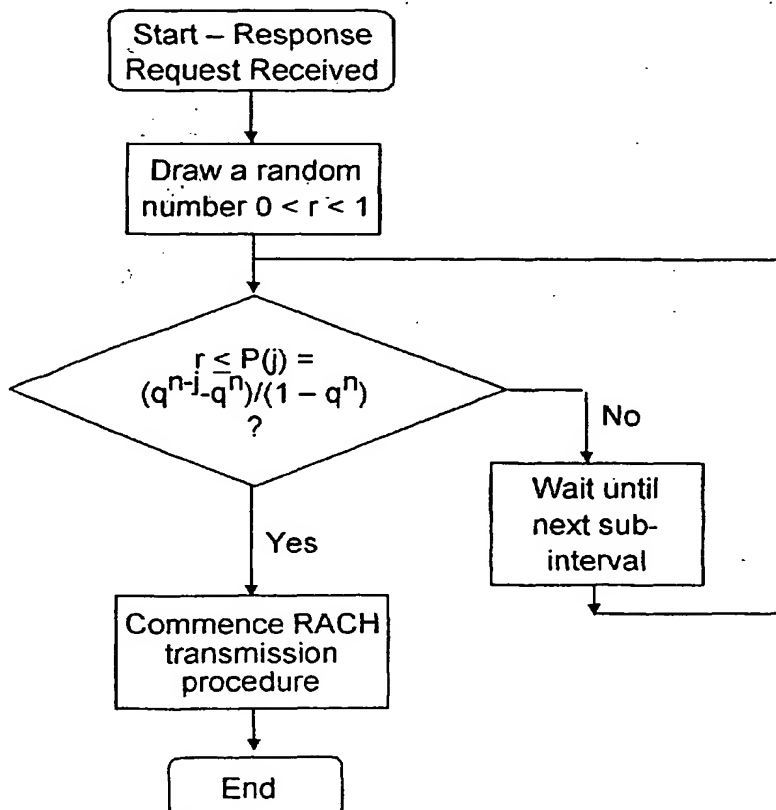 Start – Response
Request Received
Draw a random
number 0 < r < 1
r ≤ P(j) =
(q^n-j-q^n)/(1 – q^n)
?
No
Wait until
next sub-
interval
Yes
Commence RACH
transmission
procedure
End